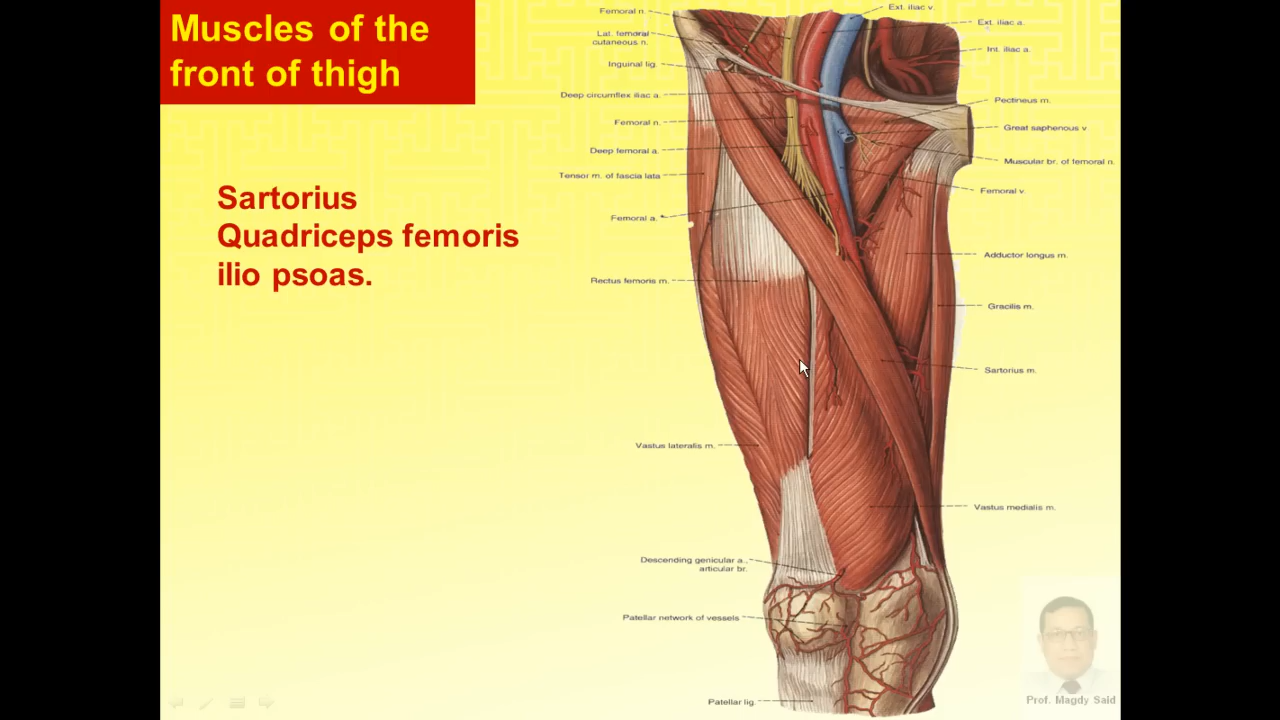 Muscles of the
front of thigh
Sartorius
Quadriceps femoris
ilio psoas.
Femoral n.
Lat. femoral
cutaneous n.
Inguinal lig.
Deep circumflex iliac a.
Femoral n.
Deep femoral a.
Tensor m. of fascia lata
Femoral a.
Rectus femoris m.
Vastus lateralis m.
Descending genicular a.,
articular br.
Patellar network of vessels
Patellar lig.
Ext. iliac v.
Ext. iliac a.
Int. iliac a.
Pectineus m.
Great saphenous v
Muscular br. of femoral n.
Femoral v.
Adductor longus m.
Gracilis m.
Sartorius m.
Vastus medialis m.
Prof. Magdy Said